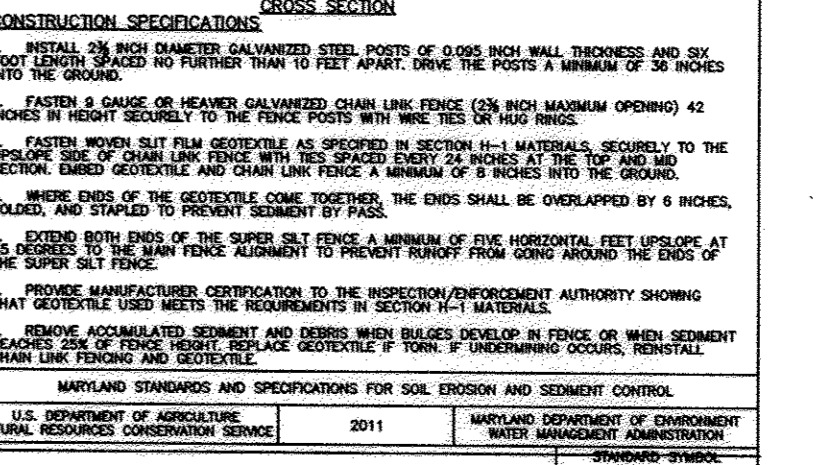 CROSS SECTION
CONSTRUCTION SPECIFICATIONS
INSTALL 2⅜ INCH DIAMETER GALVANIZED STEEL POSTS OF 0.095 INCH WALL THICKNESS AND SIX
OOT LENGTH SPACED NO FURTHER THAN 10 FEET APART. DRIVE THE POSTS A MINIMUM OF 36 INCHES
NTO THE GROUND.
FASTEN 9 GAUGE OR HEAVIER GALVANIZED CHAIN LINK FENCE (2⅜ INCH MAXIMUM OPENING) 42
NCHES IN HEIGHT SECURELY TO THE FENCE POSTS WITH WIRE TIES OR HUG RINGS.
FASTEN WOVEN SLIT FILM GEOTEXTILE AS SPECIFIED IN SECTION H-1 MATERIALS, SECURELY TO THE
UPSLOPE SIDE OF CHAIN LINK FENCE WITH TIES SPACED EVERY 24 INCHES AT THE TOP AND MID
ECTION. EMBED GEOTEXTILE AND CHAIN LINK FENCE A MINIMUM OF 8 INCHES INTO THE GROUND.
WHERE ENDS OF THE GEOTEXTILE COME TOGETHER, THE ENDS SHALL BE OVERLAPPED BY 6 INCHES,
OLDED, AND STAPLED TO PREVENT SEDIMENT BY PASS.
EXTEND BOTH ENDS OF THE SUPER SILT FENCE A MINIMUM OF FIVE HORIZONTAL FEET UPSLOPE AT
5 DEGREES TO THE MAIN FENCE ALIGNMENT TO PREVENT RUNOFF FROM GOING AROUND THE ENDS OF
HE SUPER SILT FENCE.
PROVIDE MANUFACTURER CERTIFICATION TO THE INSPECTION/ENFORCEMENT AUTHORITY SHOWING
HAT GEOTEXTILE USED MEETS THE REQUIREMENTS IN SECTION H-1 MATERIALS.
REMOVE ACCUMULATED SEDIMENT AND DEBRIS WHEN BULGES DEVELOP IN FENCE OR WHEN SEDIMENT
EACHES 25% OF FENCE HEIGHT. REPLACE GEOTEXTILE IF TORN. IF UNDERMINING OCCURS, REINSTALL
HAIN LINK FENCING AND GEOTEXTILE.
MARYLAND STANDARDS AND SPECIFICATIONS FOR SOIL EROSION AND SEDIMENT CONTROL
U.S. DEPARTMENT OF AGRICULTURE
URAL RESOURCES CONSERVATION SERVICE
2011
MARYLAND DEPARTMENT OF ENVIRONMENT
WATER MANAGEMENT ADMINISTRATION
STANDARD SYMBOL